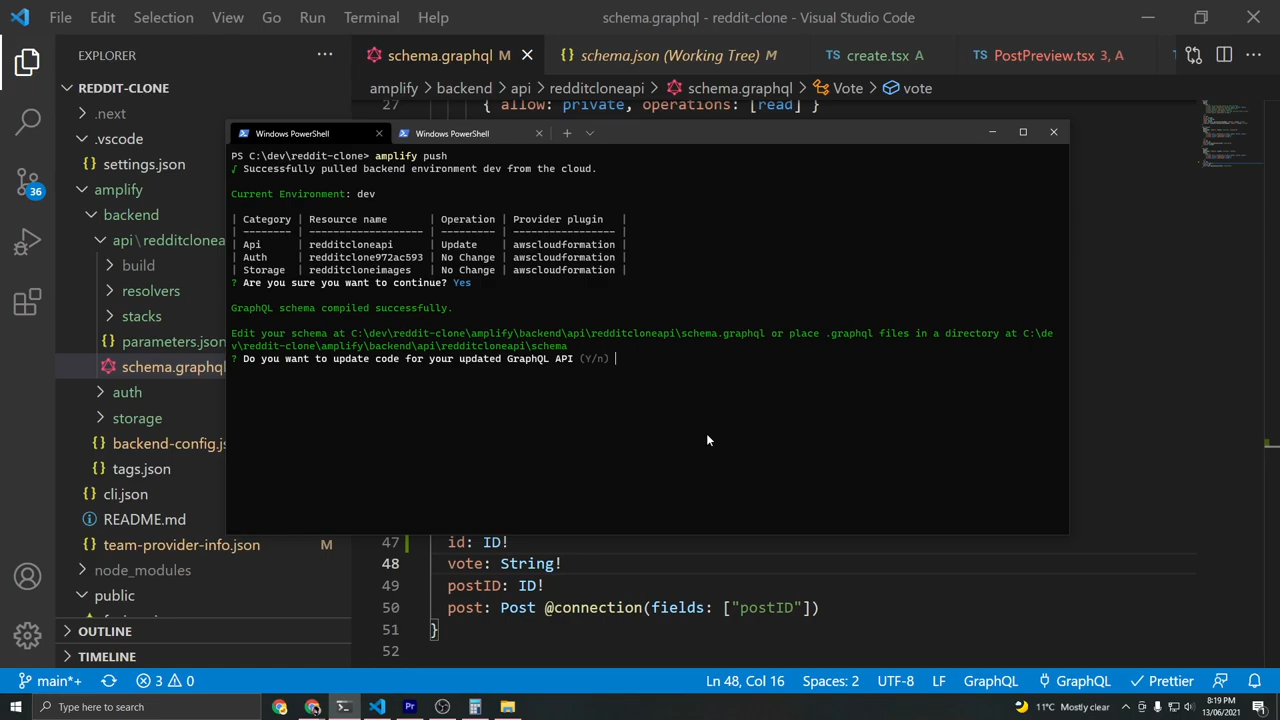 File Edit Selection View Go Run Terminal Help schema.graphql - reddit-clone - Visual Studio Code
EXPLORER
schema.graphql M
schema.json (Working Tree) M
TS create.tsx
TS PostPreview.tsx 3, A
REDDIT-CLONE
amplify > backend > api > redditcloneapi > schema.graphql > Vote > vote
.next
.vscode
settings.json
amplify
backend
api\redditclonea
build
resolvers
stacks
parameters.json
schema.graphql
auth
storage
backend-config.js
tags.json
cli.json
README.md
team-provider-info.json M
node_modules
public
OUTLINE
TIMELINE
36
27 { allow: private, operations: [read] }
Windows PowerShell
Windows PowerShell
PS C:\dev\reddit-clone> amplify push
√ Successfully pulled backend environment dev from the cloud.
Current Environment: dev
| Category | Resource name | Operation | Provider plugin |
| -------- | ------------------- | --------- | ----------------- |
| Api | redditcloneapi | Update | awscloudformation |
| Auth | redditclone972ac593 | No Change | awscloudformation |
| Storage | redditcloneimages | No Change | awscloudformation |
? Are you sure you want to continue? Yes
GraphQL schema compiled successfully.
Edit your schema at C:\dev\reddit-clone\amplify\backend\api\redditcloneapi\schema.graphql or place .graphql files in a directory at C:\de
v\reddit-clone\amplify\backend\api\redditcloneapi\schema
? Do you want to update code for your updated GraphQL API (Y/n)
47 id: ID!
48 vote: String!
49 postID: ID!
50 post: Post @connection(fields: ["postID"])
51 }
52
main*+ 3 0 Ln 48, Col 16 Spaces: 2 UTF-8 LF GraphQL GraphQL Prettier
Type here to search
Pr
11°C Mostly clear
8:19 PM
13/06/2021
1